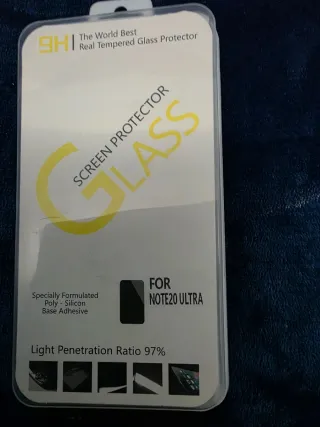 9H The World Best
Real Tempered Glass Protector
SCREEN PROTECTOR
GLASS
FOR
NOTE20 ULTRA
Specially Formulated
Poly - Silicon
Base Adhesive
Light Penetration Ratio 97%